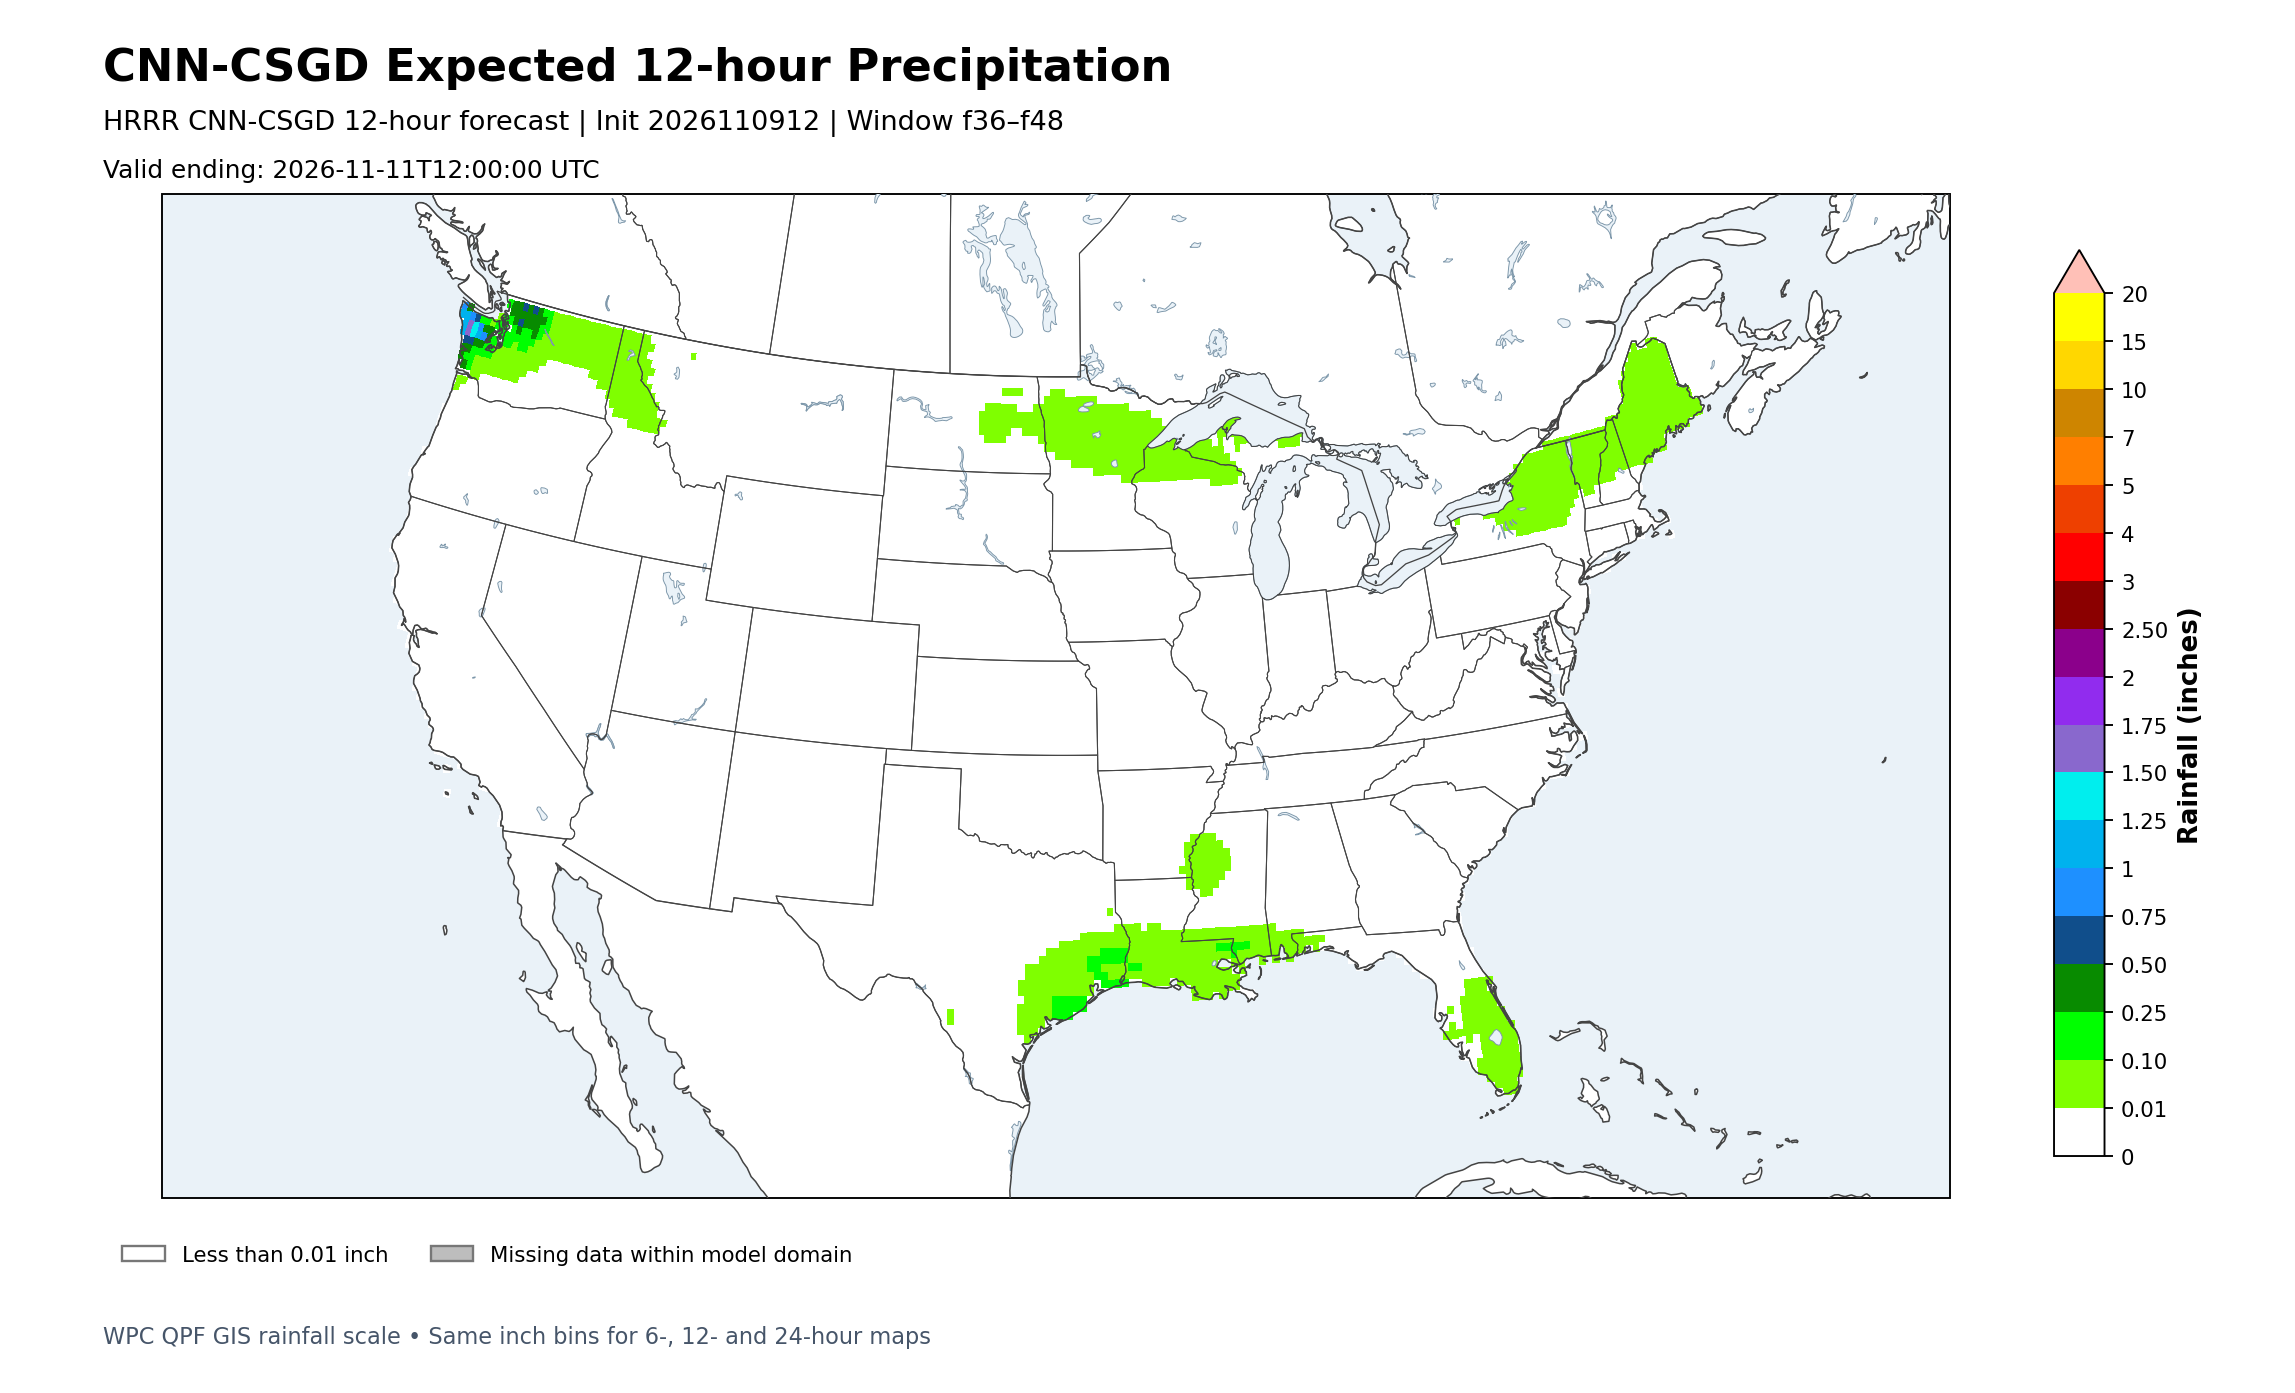 CNN-CSGD Expected 12-hour Precipitation
HRRR CNN-CSGD 12-hour forecast | Init 2026110912 | Window f36–f48
Valid ending: 2026-11-11T12:00:00 UTC
20
15
10
7
5
4
3
2.50
2
1.75
1.50
1.25
1
0.75
0.50
0.25
0.10
0.01
0
Rainfall (inches)
Less than 0.01 inch
Missing data within model domain
WPC QPF GIS rainfall scale • Same inch bins for 6-, 12- and 24-hour maps